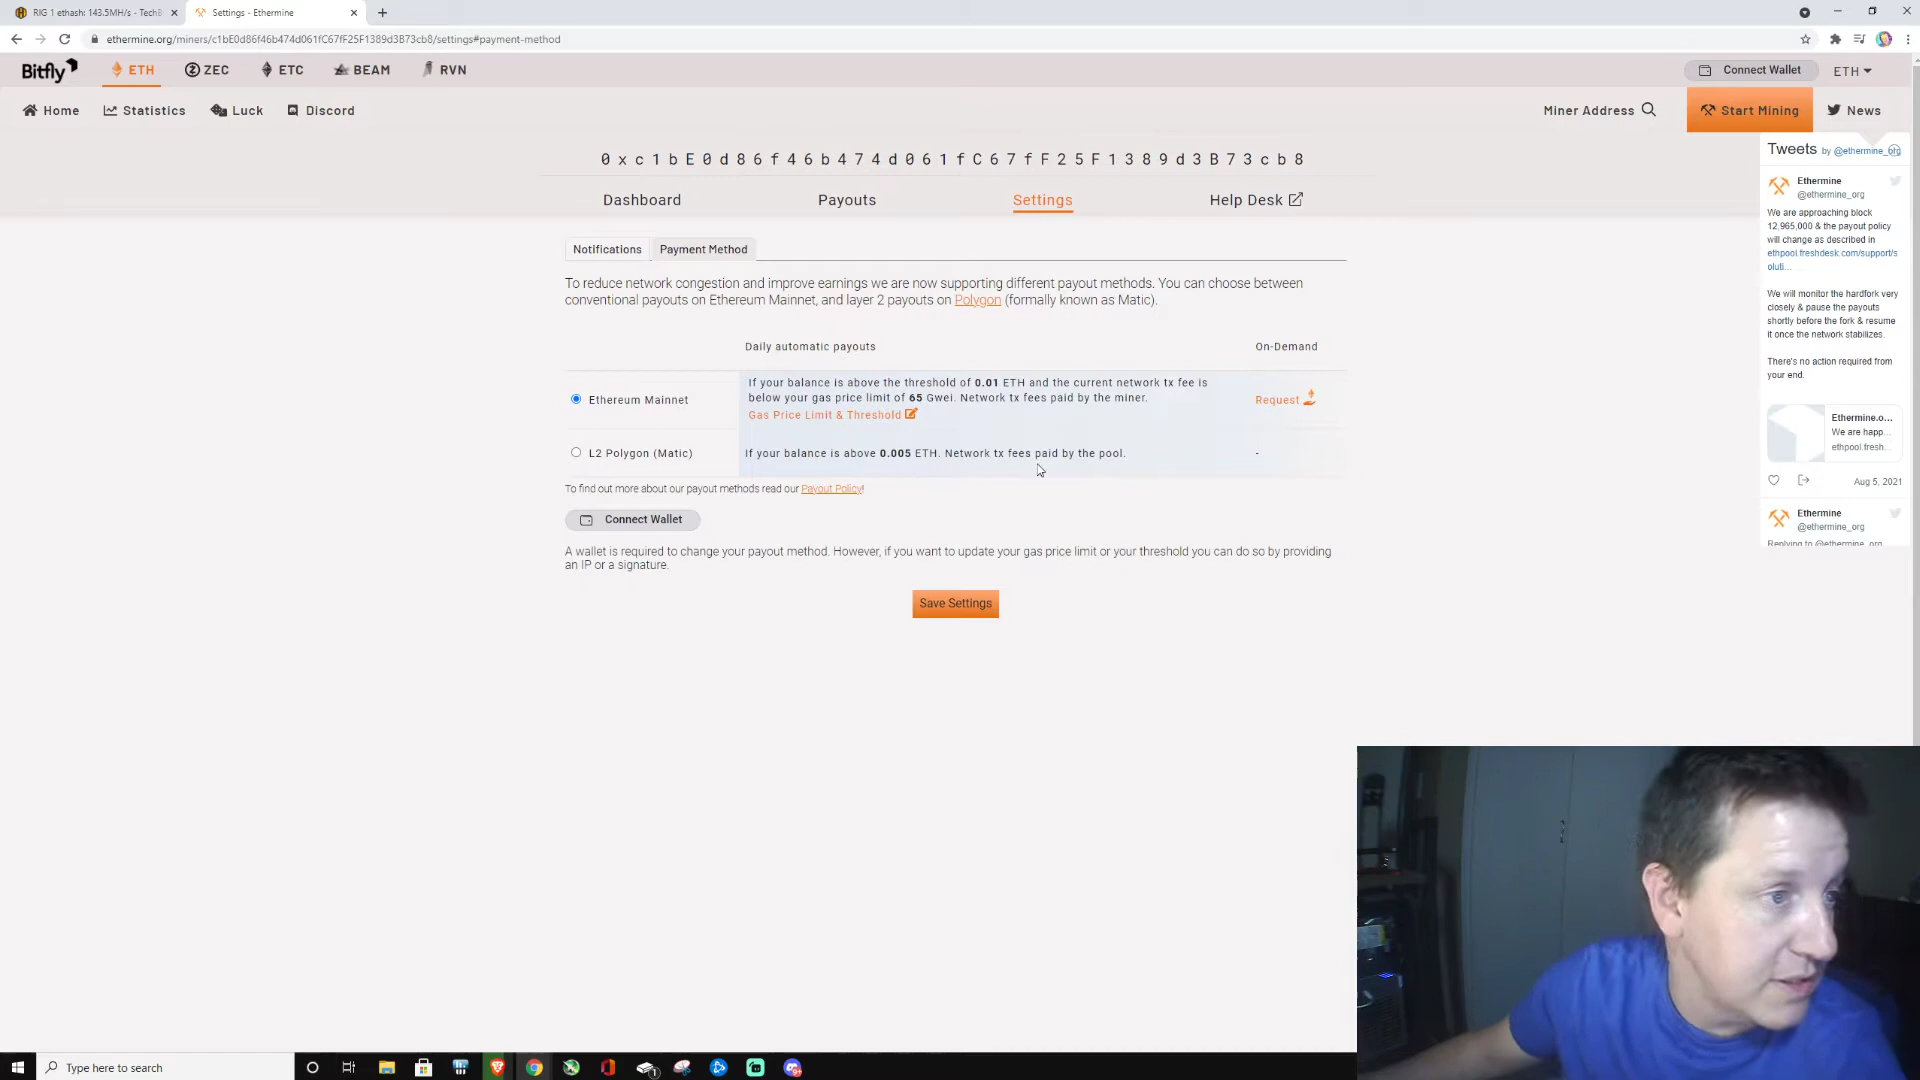 RIG 1 ethash: 143.5MH/s - TechB
Settings - Ethermine
ethermine.org/miners/c1bE0d86f46b474d061fC67fF25F1389d3B73cb8/settings#payment-method
Bitfly
ETH
ZEC
ETC
BEAM
RVN
Connect Wallet
ETH
Home
Statistics
Luck
Discord
Miner Address
Start Mining
News
0xc1bE0d86f46b474d061fC67fF25F1389d3B73cb8
Dashboard
Payouts
Settings
Help Desk
Notifications
Payment Method
To reduce network congestion and improve earnings we are now supporting different payout methods. You can choose between
conventional payouts on Ethereum Mainnet, and layer 2 payouts on Polygon (formally known as Matic).
Daily automatic payouts
On-Demand
Ethereum Mainnet
If your balance is above the threshold of 0.01 ETH and the current network tx fee is
below your gas price limit of 65 Gwei. Network tx fees paid by the miner.
Gas Price Limit & Threshold
Request
L2 Polygon (Matic)
If your balance is above 0.005 ETH. Network tx fees paid by the pool.
-
To find out more about our payout methods read our Payout Policy!
Connect Wallet
A wallet is required to change your payout method. However, if you want to update your gas price limit or your threshold you can do so by providing
an IP or a signature.
Save Settings
Tweets by @ethermine_org
Ethermine
@ethermine_org
We are approaching block
12,965,000 & the payout policy
will change as described in
ethpool.freshdesk.com/support/s
oluti...
We will monitor the hardfork very
closely & pause the payouts
shortly before the fork & resume
it once the network stabilizes.
There's no action required from
your end.
Ethermine.o...
We are happ...
ethpool.fresh...
Aug 5, 2021
Ethermine
@ethermine_org
Replying to @ethermine_org
Type here to search